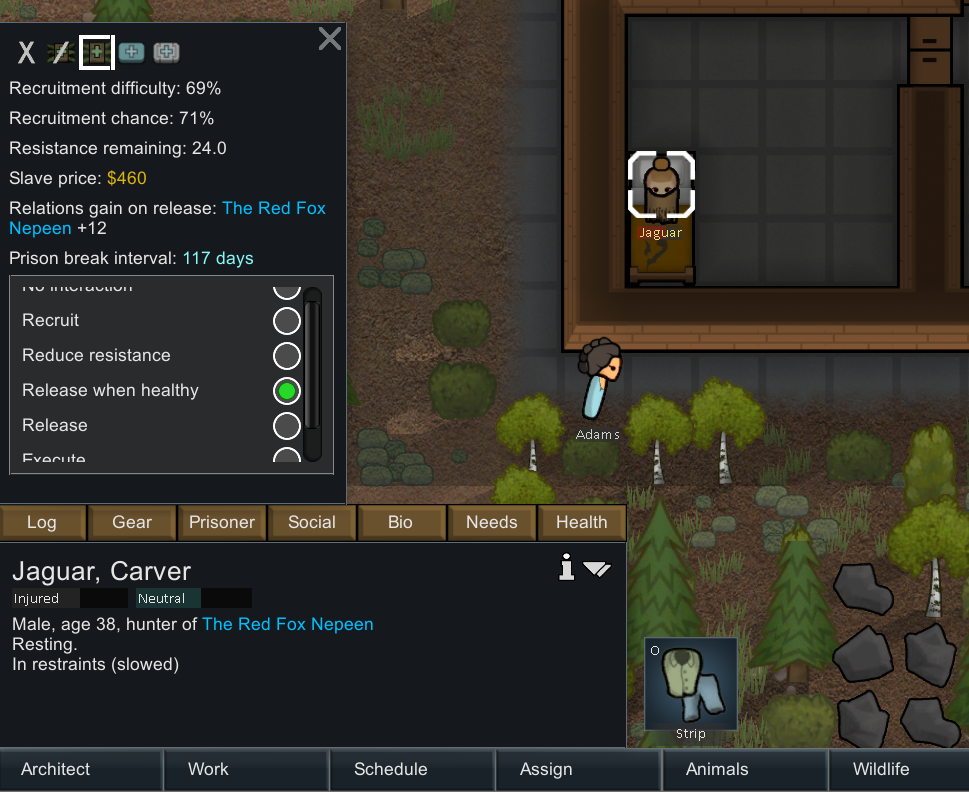 Recruitment difficulty: 69%
Recruitment chance: 71%
Resistance remaining: 24.0
Slave price: $460
Relations gain on release: The Red Fox
Nepeen +12
Prison break interval: 117 days
No interaction
Recruit
Reduce resistance
Release when healthy
Release
Execute
Jaguar
Adams
Log
Gear
Prisoner
Social
Bio
Needs
Health
Jaguar, Carver
Injured
Neutral
Male, age 38, hunter of The Red Fox Nepeen
Resting.
In restraints (slowed)
O
Strip
Architect
Work
Schedule
Assign
Animals
Wildlife